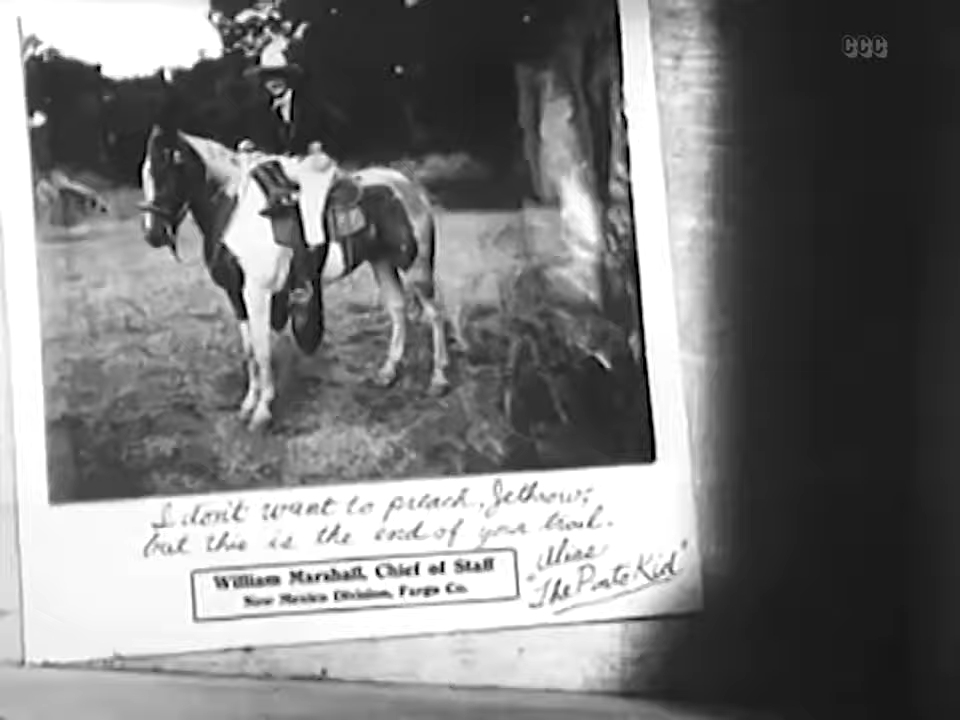 CCC
I don't want to preach, Jethrow;
but this is the end of your trail.
William Marshall, Chief of Staff
New Mexico Division, Fargo Co.
Alias
"The Pinto Kid"